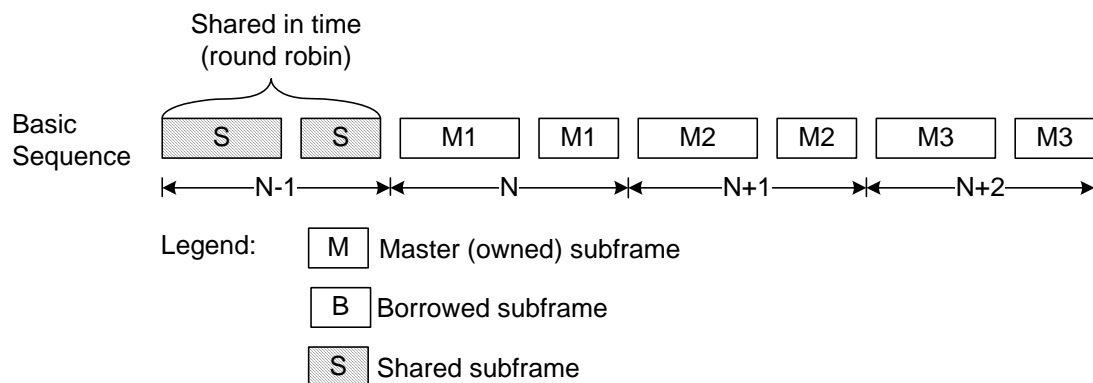 Shared in time
(round robin)
Basic
Sequence
S S M1 M1 M2 M2 M3 M3
N-1 N N+1 N+2
Legend:
M Master (owned) subframe
B Borrowed subframe
S Shared subframe